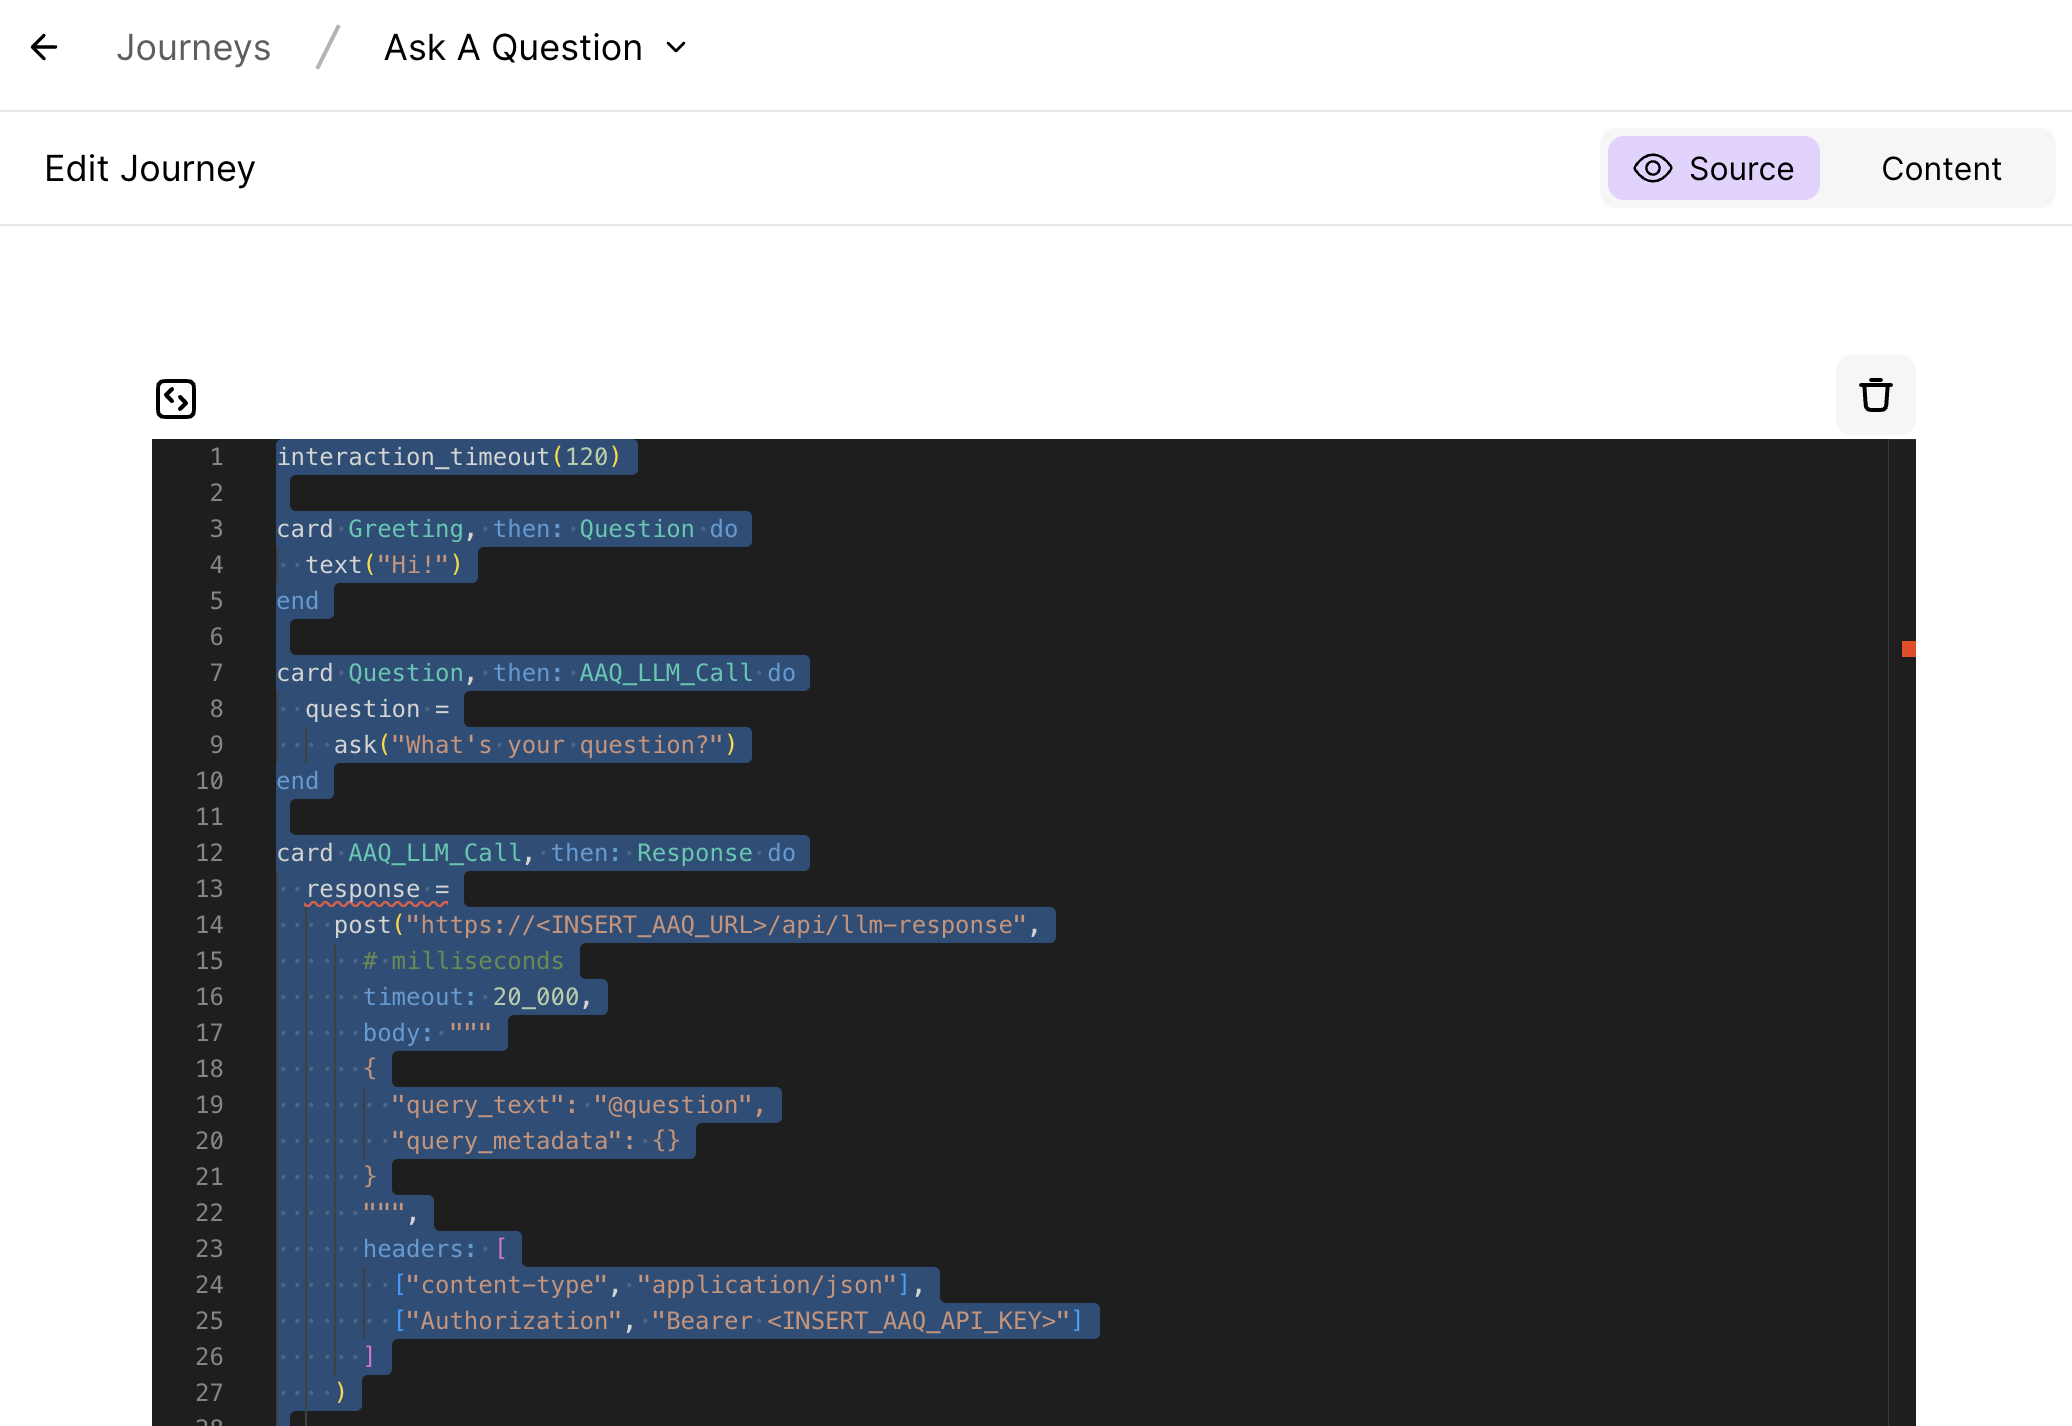 Journeys / Ask A Question
Edit Journey
Source
Content
1 interaction_timeout(120)
2
3 card Greeting, then: Question do
4   text("Hi!")
5 end
6
7 card Question, then: AAQ_LLM_Call do
8   question =
9     ask("What's your question?")
10 end
11
12 card AAQ_LLM_Call, then: Response do
13   response =
14     post("https://<INSERT_AAQ_URL>/api/llm-response",
15       # milliseconds
16       timeout: 20_000,
17       body: """
18       {
19         "query_text": "@question",
20         "query_metadata": {}
21       }
22       """,
23       headers: [
24         ["content-type", "application/json"],
25         ["Authorization", "Bearer <INSERT_AAQ_API_KEY>"]
26       ]
27     )
28